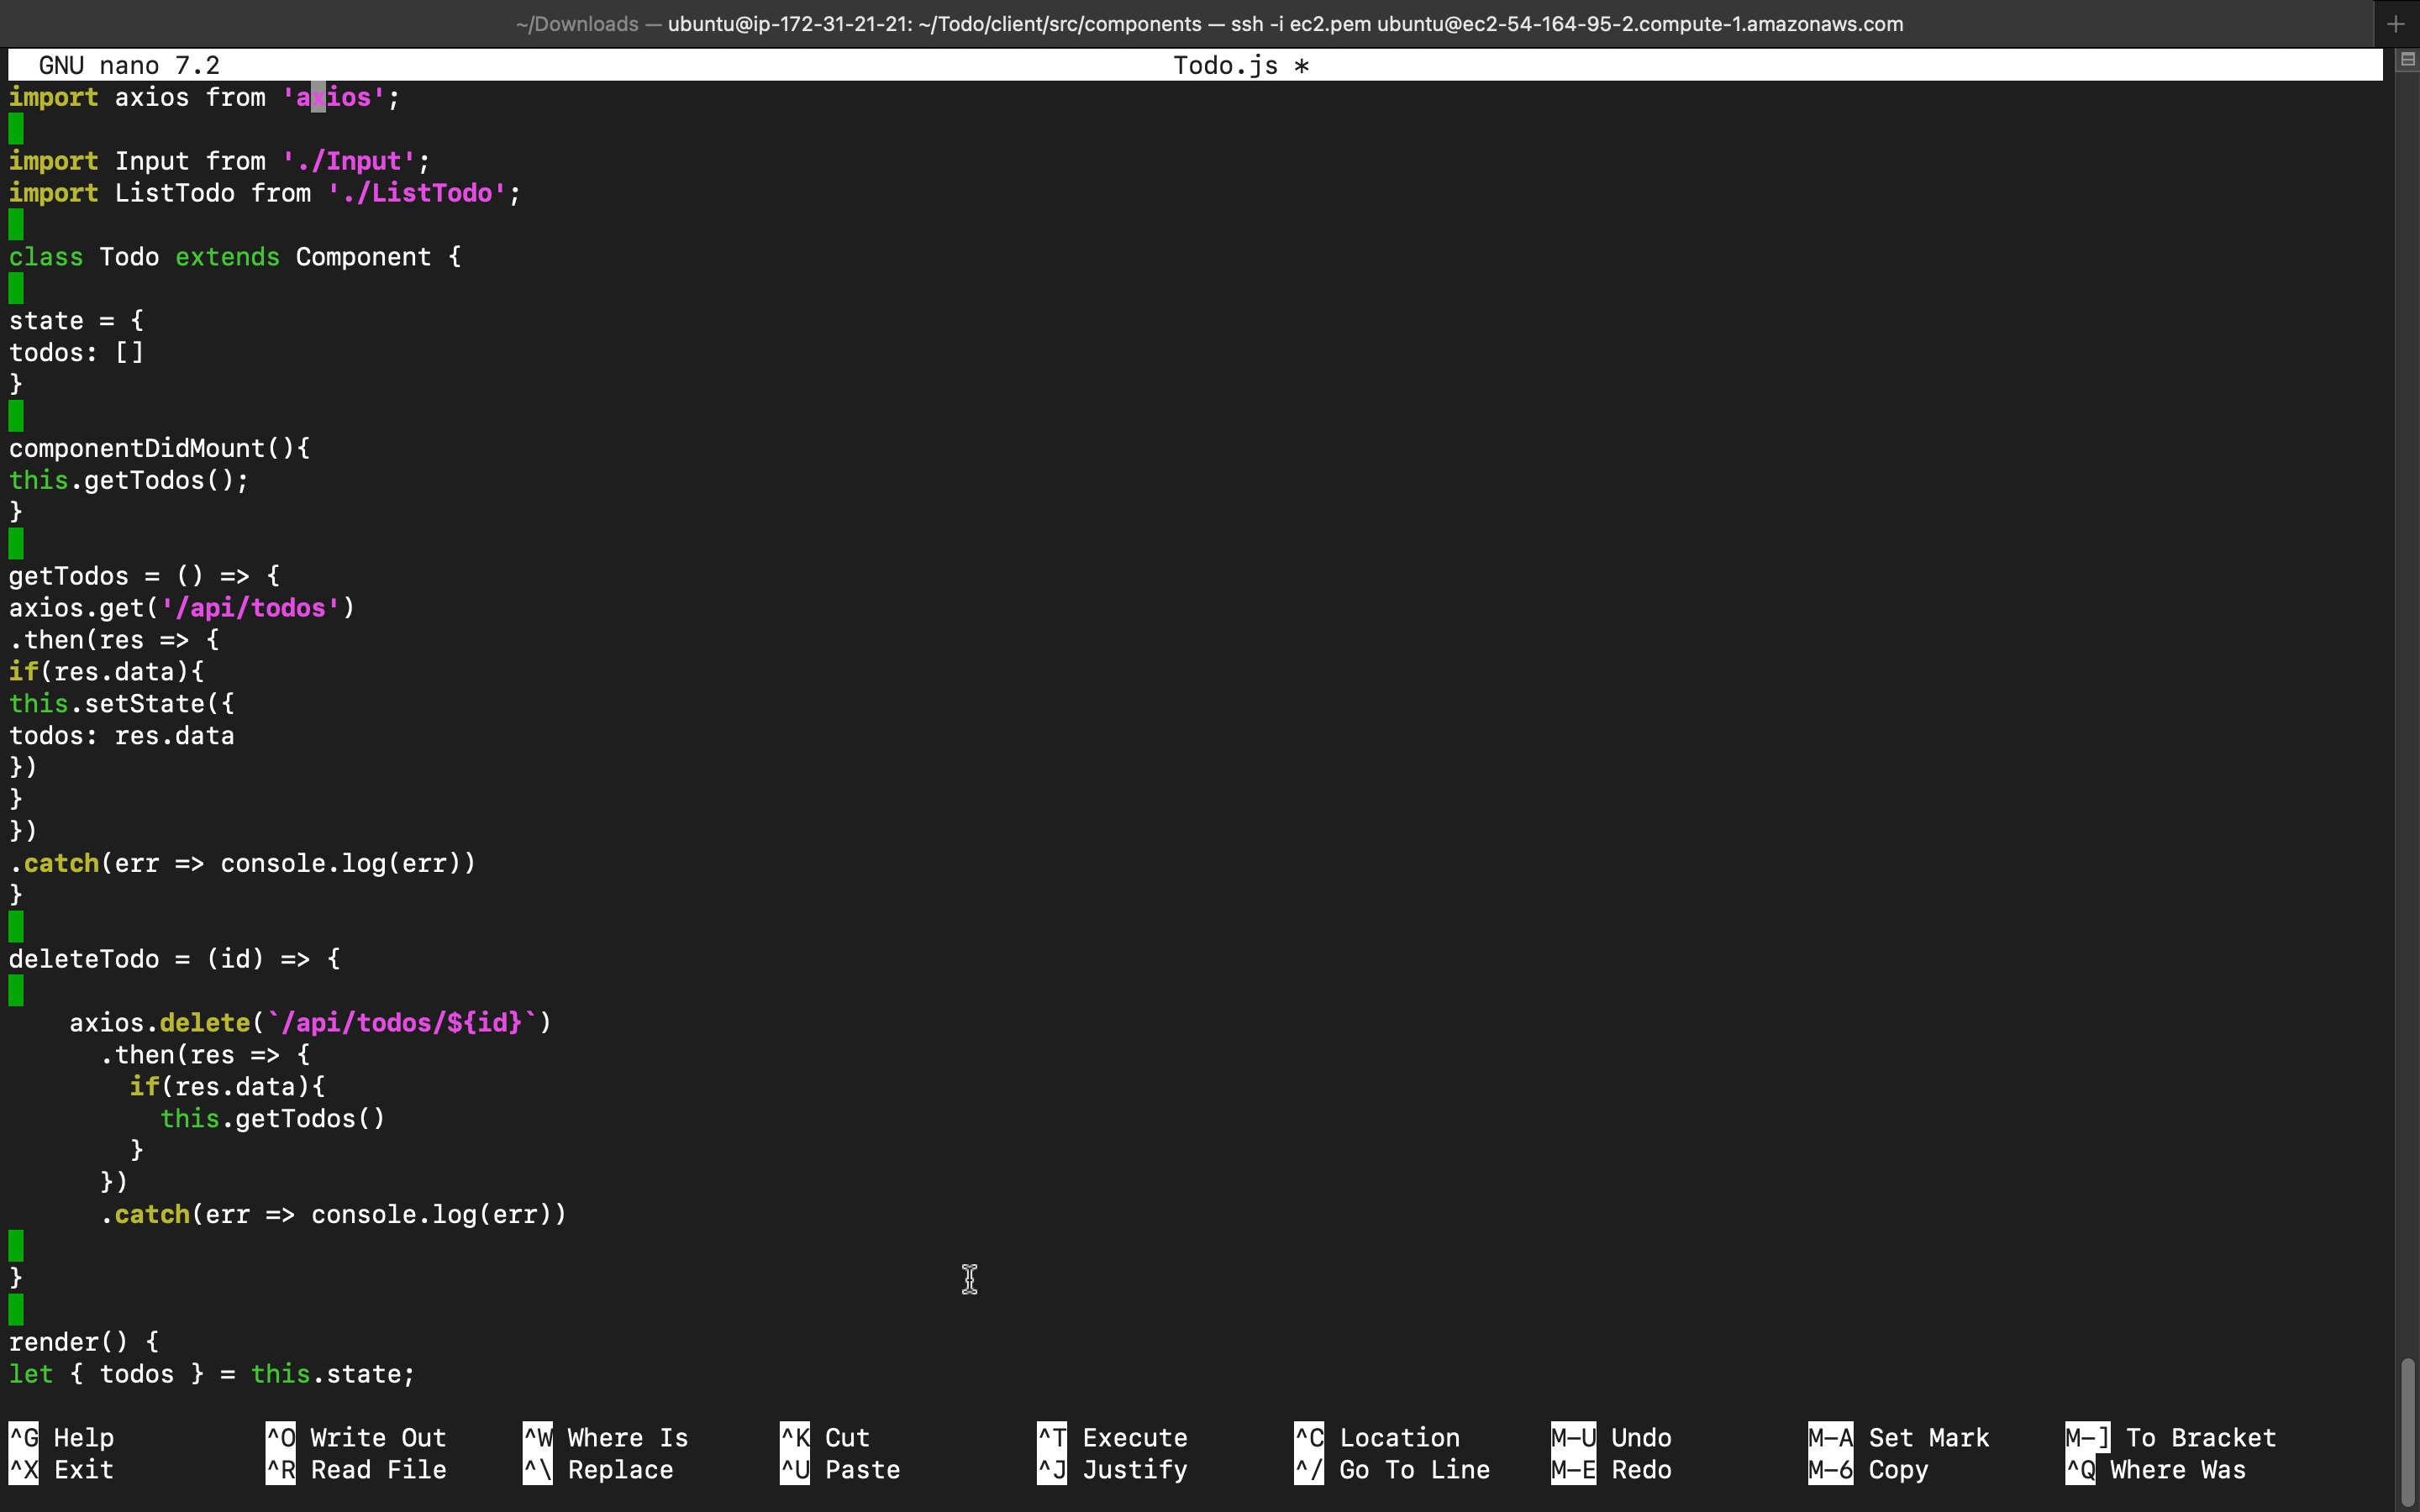 ~/Downloads — ubuntu@ip-172-31-21-21: ~/Todo/client/src/components — ssh -i ec2.pem ubuntu@ec2-54-164-95-2.compute-1.amazonaws.com
GNU nano 7.2 Todo.js *
import axios from 'axios';
import Input from './Input';
import ListTodo from './ListTodo';
class Todo extends Component {
state = {
todos: []
}
componentDidMount(){
this.getTodos();
}
getTodos = () => {
axios.get('/api/todos')
.then(res => {
if(res.data){
this.setState({
todos: res.data
})
}
})
.catch(err => console.log(err))
}
deleteTodo = (id) => {
    axios.delete(`/api/todos/${id}`)
      .then(res => {
        if(res.data){
          this.getTodos()
        }
      })
      .catch(err => console.log(err))
}
render() {
let { todos } = this.state;
^G Help ^O Write Out ^W Where Is ^K Cut ^T Execute ^C Location M-U Undo M-A Set Mark M-] To Bracket
^X Exit ^R Read File ^\ Replace ^U Paste ^J Justify ^/ Go To Line M-E Redo M-6 Copy ^Q Where Was